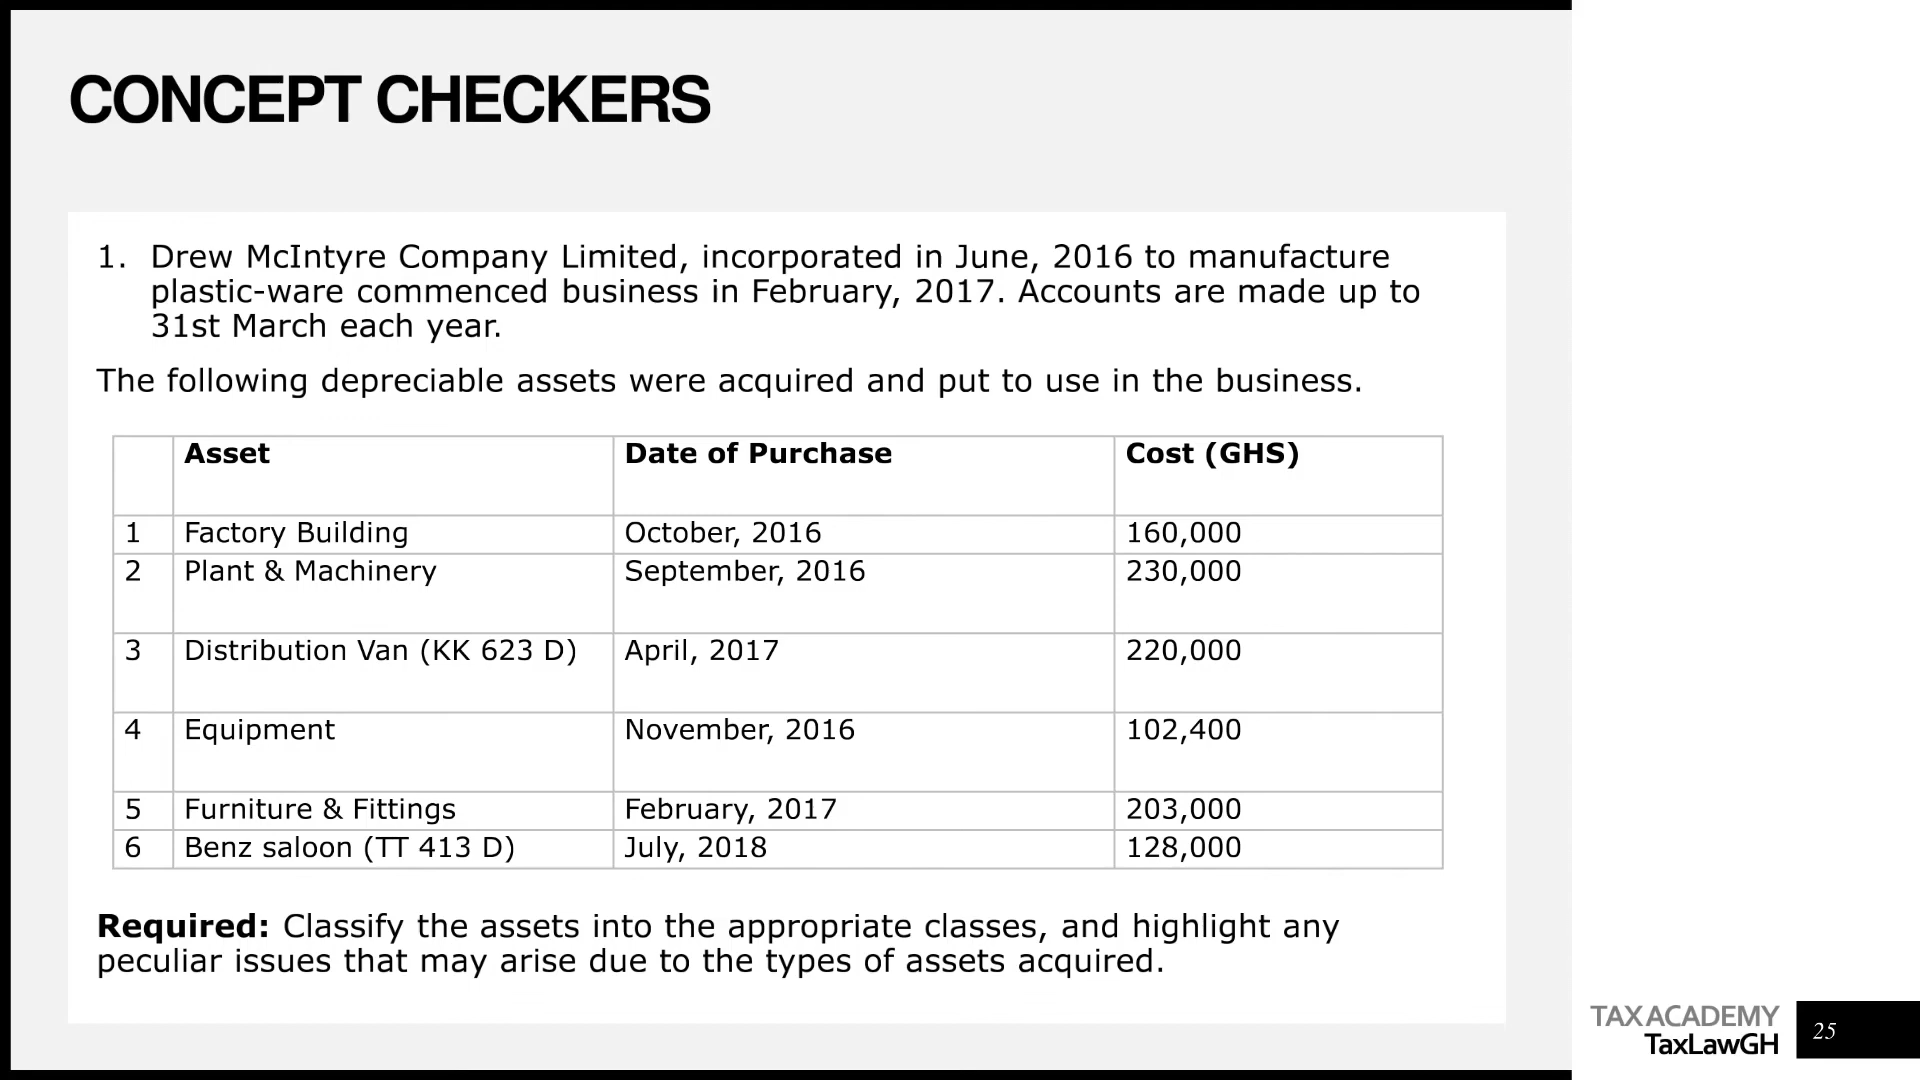 CONCEPT CHECKERS
1. Drew McIntyre Company Limited, incorporated in June, 2016 to manufacture
plastic-ware commenced business in February, 2017. Accounts are made up to
31st March each year.
The following depreciable assets were acquired and put to use in the business.
Asset Date of Purchase Cost (GHS)
1 Factory Building October, 2016 160,000
2 Plant & Machinery September, 2016 230,000
3 Distribution Van (KK 623 D) April, 2017 220,000
4 Equipment November, 2016 102,400
5 Furniture & Fittings February, 2017 203,000
6 Benz saloon (TT 413 D) July, 2018 128,000
Required: Classify the assets into the appropriate classes, and highlight any
peculiar issues that may arise due to the types of assets acquired.
TAX ACADEMY
TaxLawGH
25